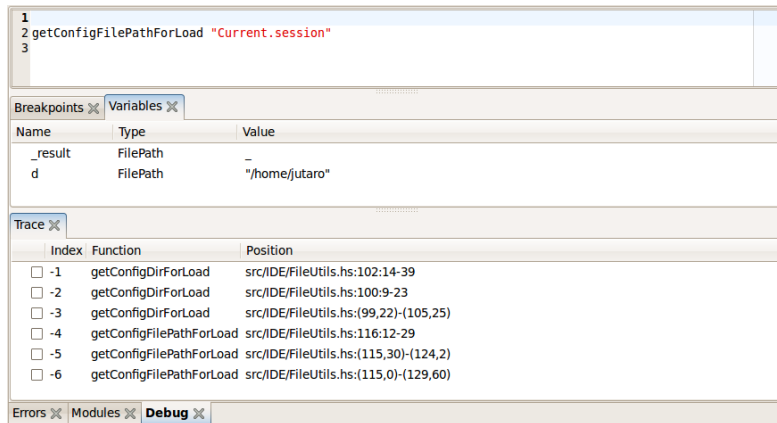 1
2 getConfigFilePathForLoad "Current.session"
3
Breakpoints Variables
Name Type Value
_result FilePath _
d FilePath "/home/jutaro"
Trace
Index Function Position
-1 getConfigDirForLoad src/IDE/FileUtils.hs:102:14-39
-2 getConfigDirForLoad src/IDE/FileUtils.hs:100:9-23
-3 getConfigDirForLoad src/IDE/FileUtils.hs:(99,22)-(105,25)
-4 getConfigFilePathForLoad src/IDE/FileUtils.hs:116:12-29
-5 getConfigFilePathForLoad src/IDE/FileUtils.hs:(115,30)-(124,2)
-6 getConfigFilePathForLoad src/IDE/FileUtils.hs:(115,0)-(129,60)
Errors Modules Debug